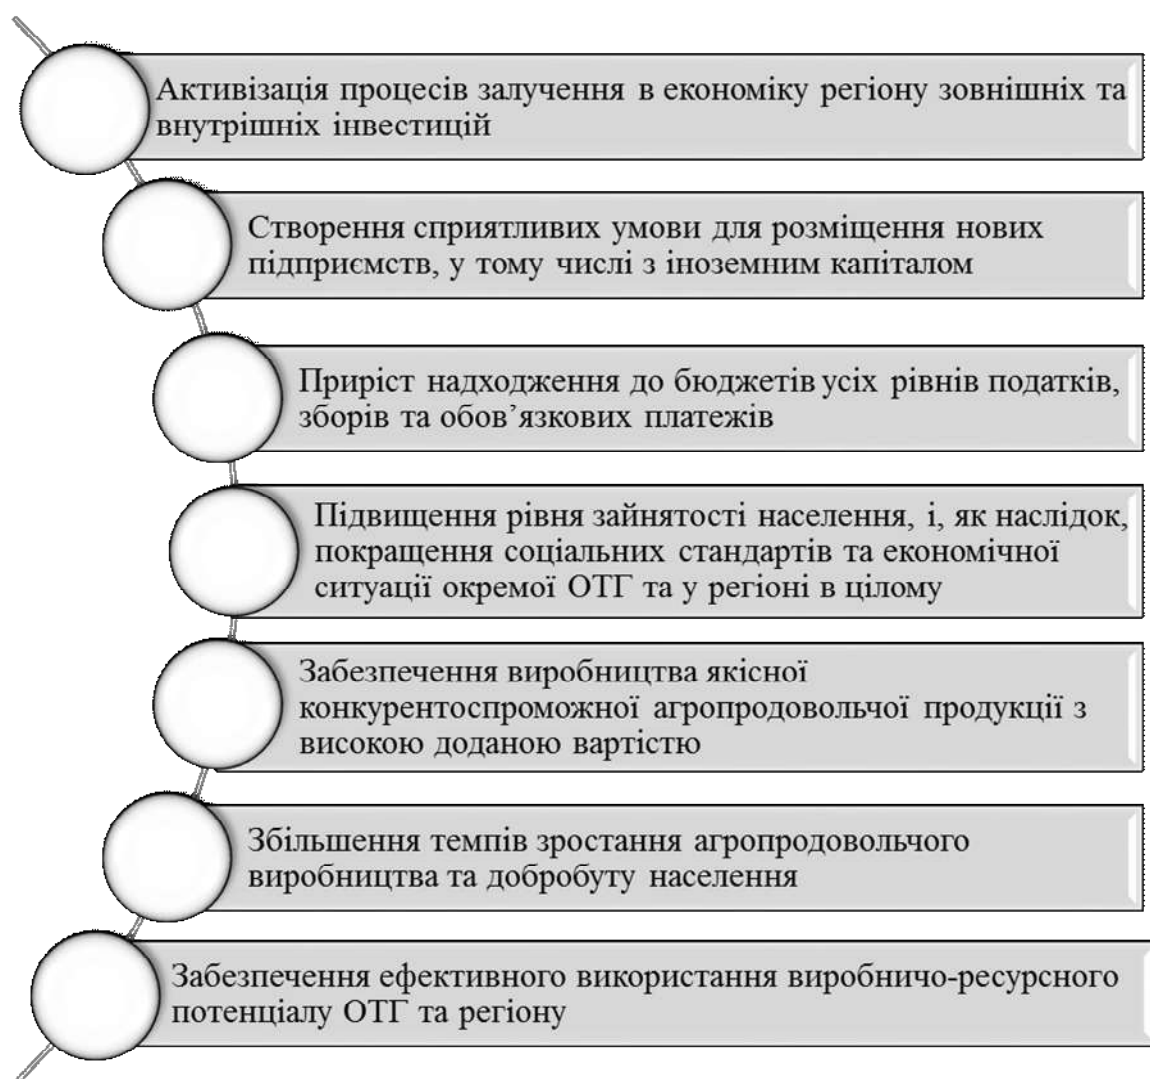 Активізація процесів залучення в економіку регіону зовнішніх та
внутрішніх інвестицій
Створення сприятливих умови для розміщення нових
підприємств, у тому числі з іноземним капіталом
Приріст надходження до бюджетів усіх рівнів податків,
зборів та обов’язкових платежів
Підвищення рівня зайнятості населення, і, як наслідок,
покращення соціальних стандартів та економічної
ситуації окремої ОТГ та у регіоні в цілому
Забезпечення виробництва якісної
конкурентоспроможної агропродовольчої продукції з
високою доданою вартістю
Збільшення темпів зростання агропродовольчого
виробництва та добробуту населення
Забезпечення ефективного використання виробничо-ресурсного
потенціалу ОТГ та регіону